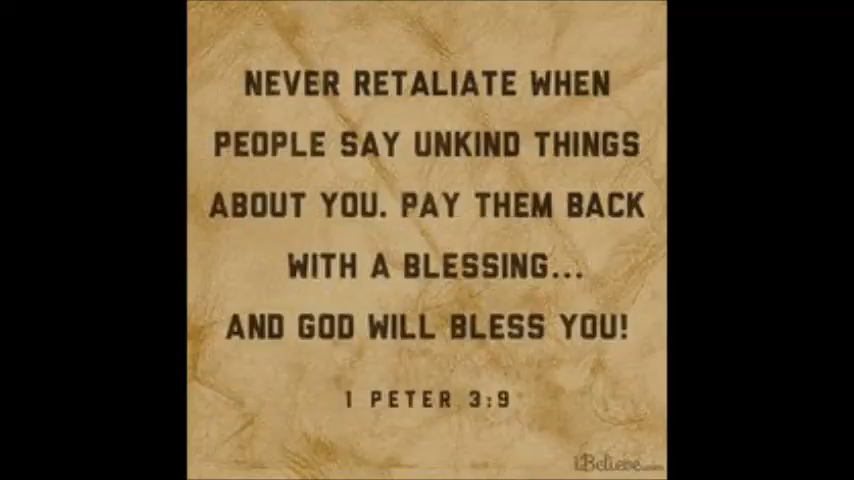 NEVER RETALIATE WHEN
PEOPLE SAY UNKIND THINGS
ABOUT YOU. PAY THEM BACK
WITH A BLESSING...
AND GOD WILL BLESS YOU!
1 PETER 3:9
iBelieve.com